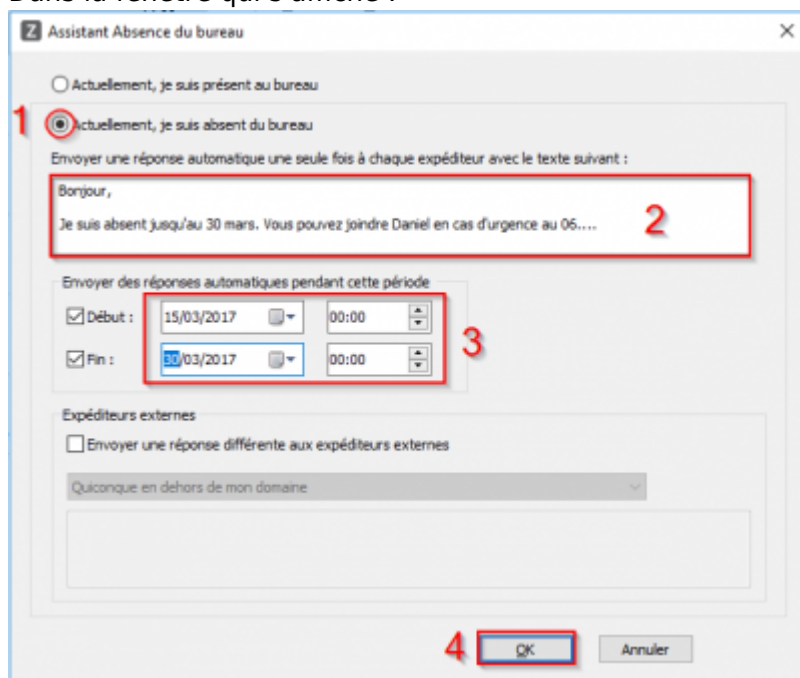 Dans la fenêtre qui s'affiche :
Z Assistant Absence du bureau
Actuellement, je suis présent au bureau
1 Actuellement, je suis absent du bureau
Envoyer une réponse automatique une seule fois à chaque expéditeur avec le texte suivant :
Bonjour,
Je suis absent jusqu'au 30 mars. Vous pouvez joindre Daniel en cas d'urgence au 06....
2
Envoyer des réponses automatiques pendant cette période
Début : 15/03/2017 00:00
3
Fin : 30/03/2017 00:00
Expéditeurs externes
Envoyer une réponse différente aux expéditeurs externes
Quiconque en dehors de mon domaine
4 OK Annuler